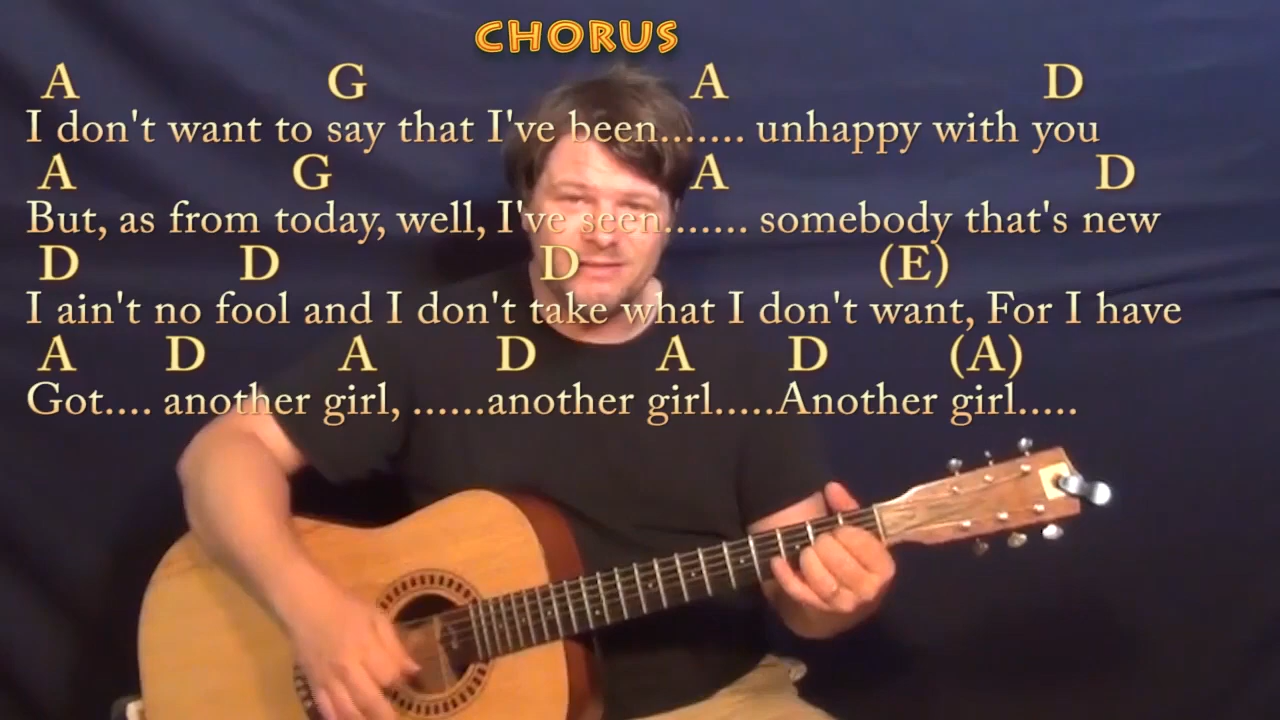 CHORUS
A G A D
I don't want to say that I've been....... unhappy with you
A G A D
But, as from today, well, I've seen....... somebody that's new
D D D (E)
I ain't no fool and I don't take what I don't want, For I have
A D A D A D (A)
Got.... another girl, ......another girl.....Another girl.....